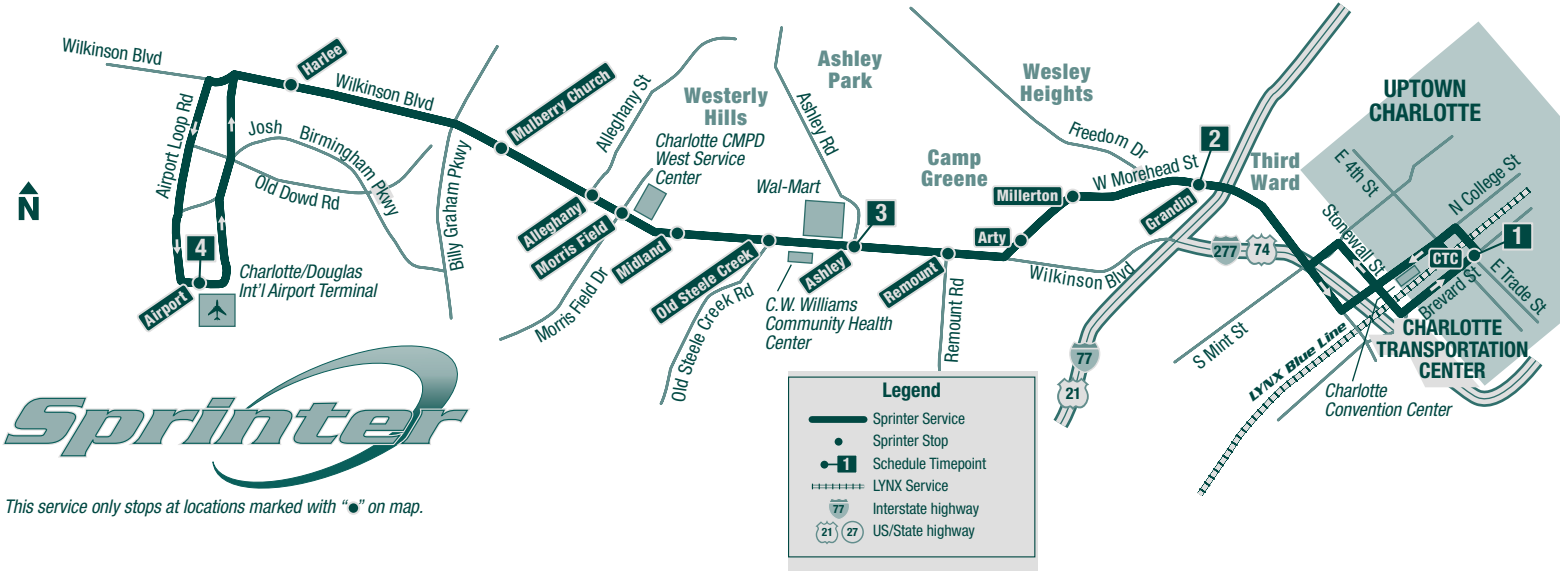 Wilkinson Blvd
Harlee
Wilkinson Blvd
Airport Loop Rd
Josh Birmingham Pkwy
Old Dowd Rd
Billy Graham Pkwy
N
4
Airport
Charlotte/Douglas
Int'l Airport Terminal
Mulberry Church
Alleghany St
Westerly
Hills
Charlotte CMPD
West Service
Center
Alleghany
Morris Field
Midland
Morris Field Dr
Ashley
Park
Ashley Rd
Wal-Mart
3
Old Steele Creek
Ashley
Old Steele Creek Rd
C.W. Williams
Community Health
Center
Remount
Remount Rd
Camp
Greene
Arty
Millerton
Wilkinson Blvd
Wesley
Heights
Freedom Dr
W Morehead St
2
Grandin
Third
Ward
277
74
77
21
UPTOWN
CHARLOTTE
E 4th St
N College St
Stonewall St
CTC
1
Brevard St
E Trade St
S Mint St
LYNX Blue Line
CHARLOTTE
TRANSPORTATION
CENTER
Charlotte
Convention Center
Sprinter
This service only stops at locations marked with “●” on map.
Legend
Sprinter Service
Sprinter Stop
1 Schedule Timepoint
LYNX Service
77 Interstate highway
21 27 US/State highway